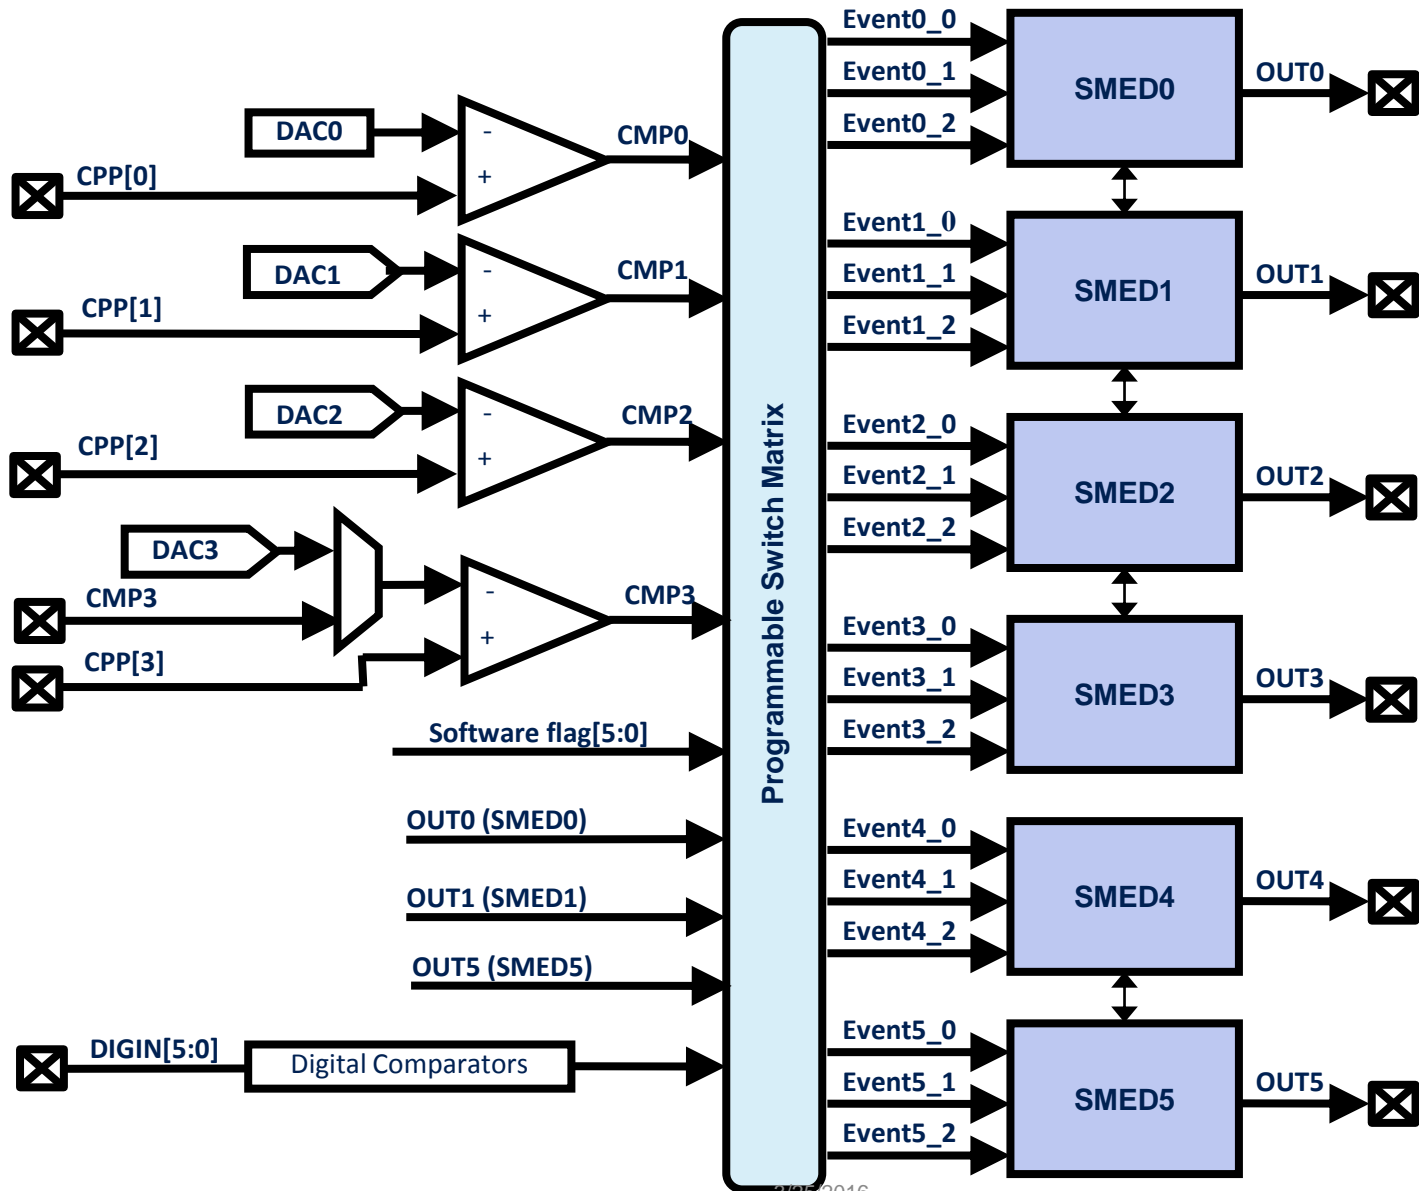 DAC0
CPP[0]
-
+
CMP0
DAC1
CPP[1]
-
+
CMP1
DAC2
CPP[2]
-
+
CMP2
DAC3
CMP3
CPP[3]
-
+
CMP3
Software flag[5:0]
OUT0 (SMED0)
OUT1 (SMED1)
OUT5 (SMED5)
DIGIN[5:0]
Digital Comparators
Programmable Switch Matrix
Event0_0
Event0_1
Event0_2
SMED0
OUT0
Event1_0
Event1_1
Event1_2
SMED1
OUT1
Event2_0
Event2_1
Event2_2
SMED2
OUT2
Event3_0
Event3_1
Event3_2
SMED3
OUT3
Event4_0
Event4_1
Event4_2
SMED4
OUT4
Event5_0
Event5_1
Event5_2
SMED5
OUT5